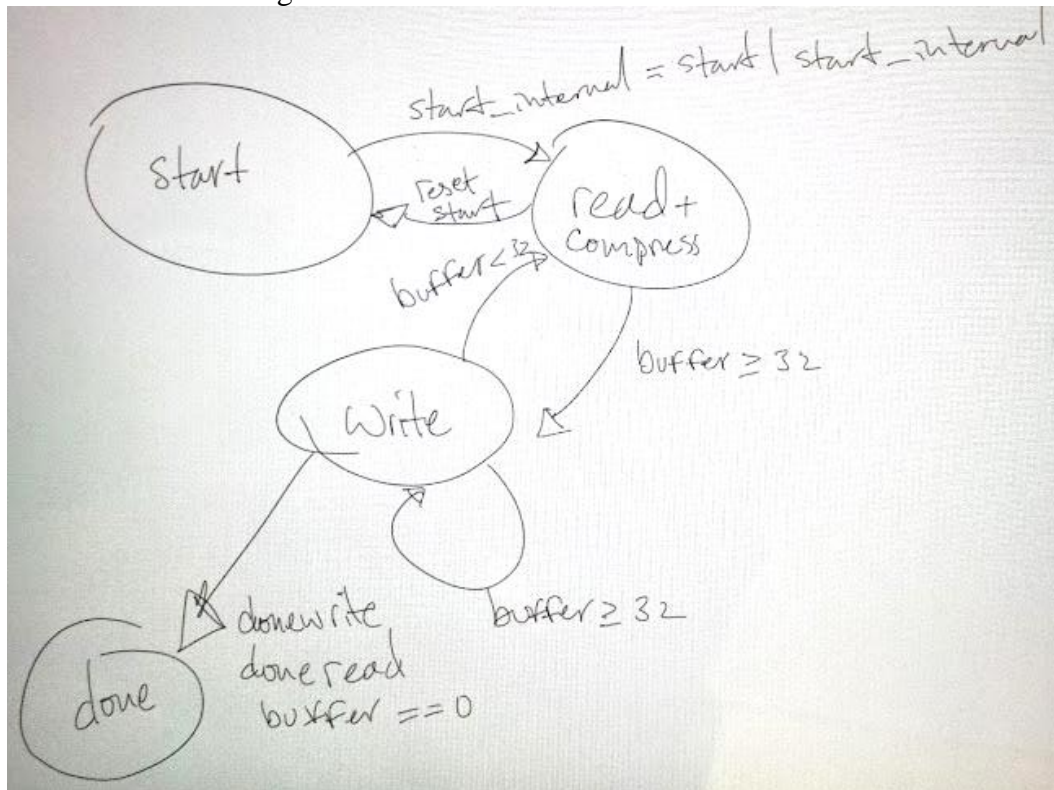 start_internal = start | start_internal
start
reset
start
read +
compress
buffer < 32
buffer ≥ 32
write
buffer ≥ 32
donewrite
doneread
buffer == 0
done